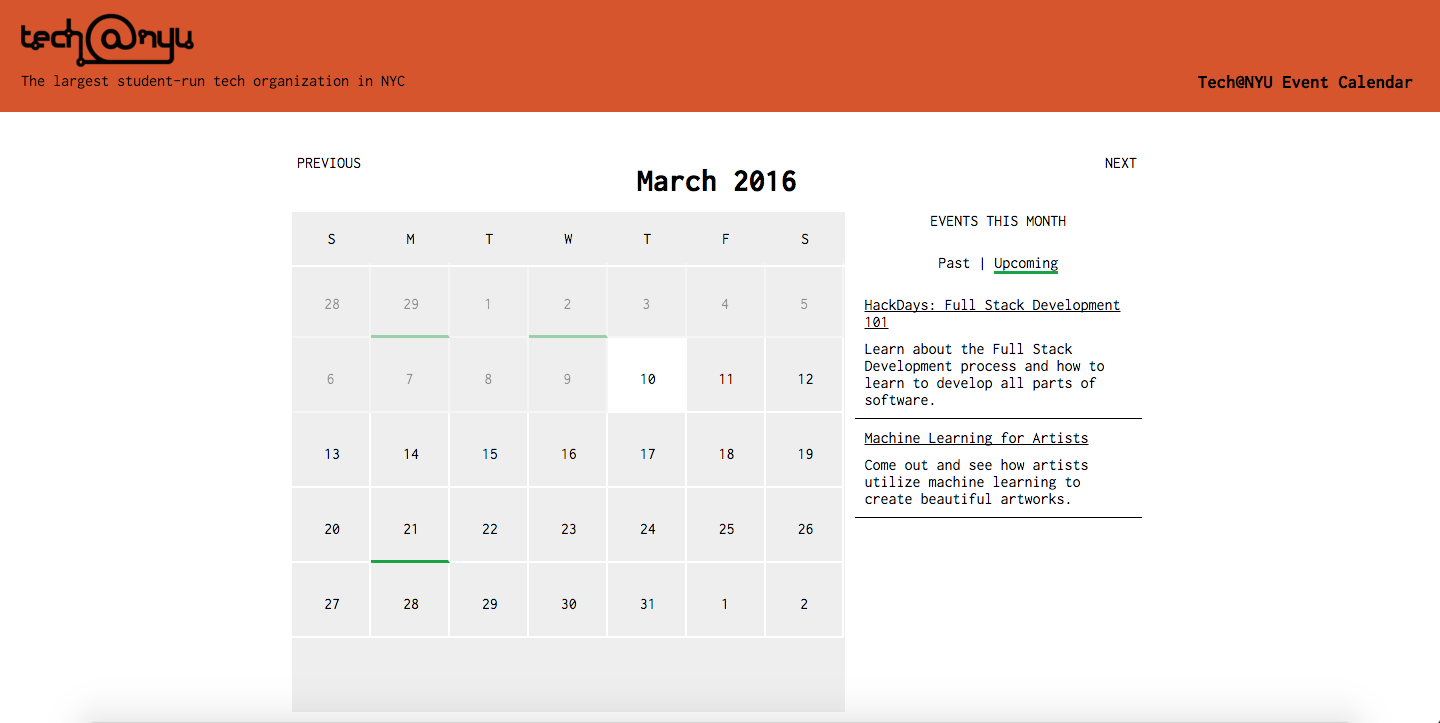 tech@nyu
The largest student-run tech organization in NYC
Tech@NYU Event Calendar
PREVIOUS
March 2016
NEXT
S M T W T F S
28 29 1 2 3 4 5
6 7 8 9 10 11 12
13 14 15 16 17 18 19
20 21 22 23 24 25 26
27 28 29 30 31 1 2
EVENTS THIS MONTH
Past | Upcoming
HackDays: Full Stack Development
101
Learn about the Full Stack
Development process and how to
learn to develop all parts of
software.
Machine Learning for Artists
Come out and see how artists
utilize machine learning to
create beautiful artworks.